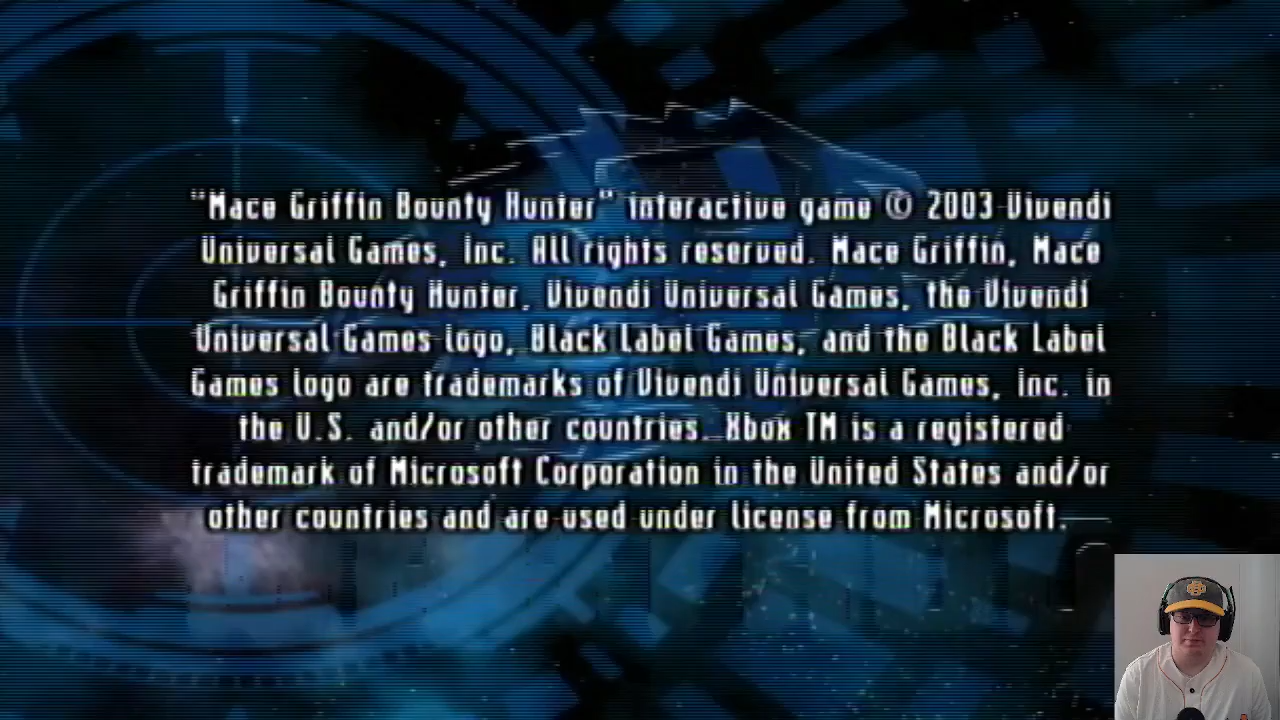 "Mace Griffin Bounty Hunter" interactive game © 2003 Vivendi
Universal Games, Inc. All rights reserved. Mace Griffin, Mace
Griffin Bounty Hunter, Vivendi Universal Games, the Vivendi
Universal Games logo, Black Label Games, and the Black Label
Games logo are trademarks of Vivendi Universal Games, Inc. in
the U.S. and/or other countries. Xbox TM is a registered
trademark of Microsoft Corporation in the United States and/or
other countries and are used under license from Microsoft.